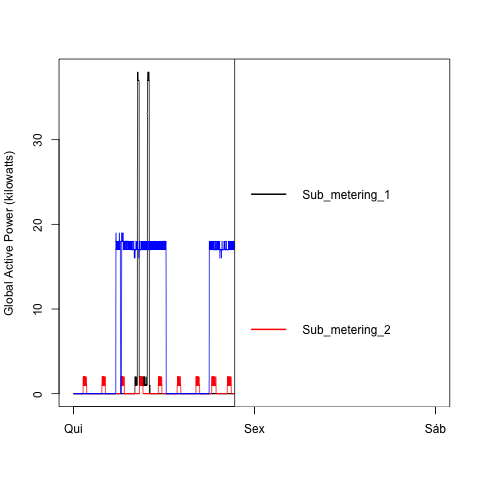 Global Active Power (kilowatts)
30
20
10
0
Sub_metering_1
Sub_metering_2
Qui
Sex
Sáb